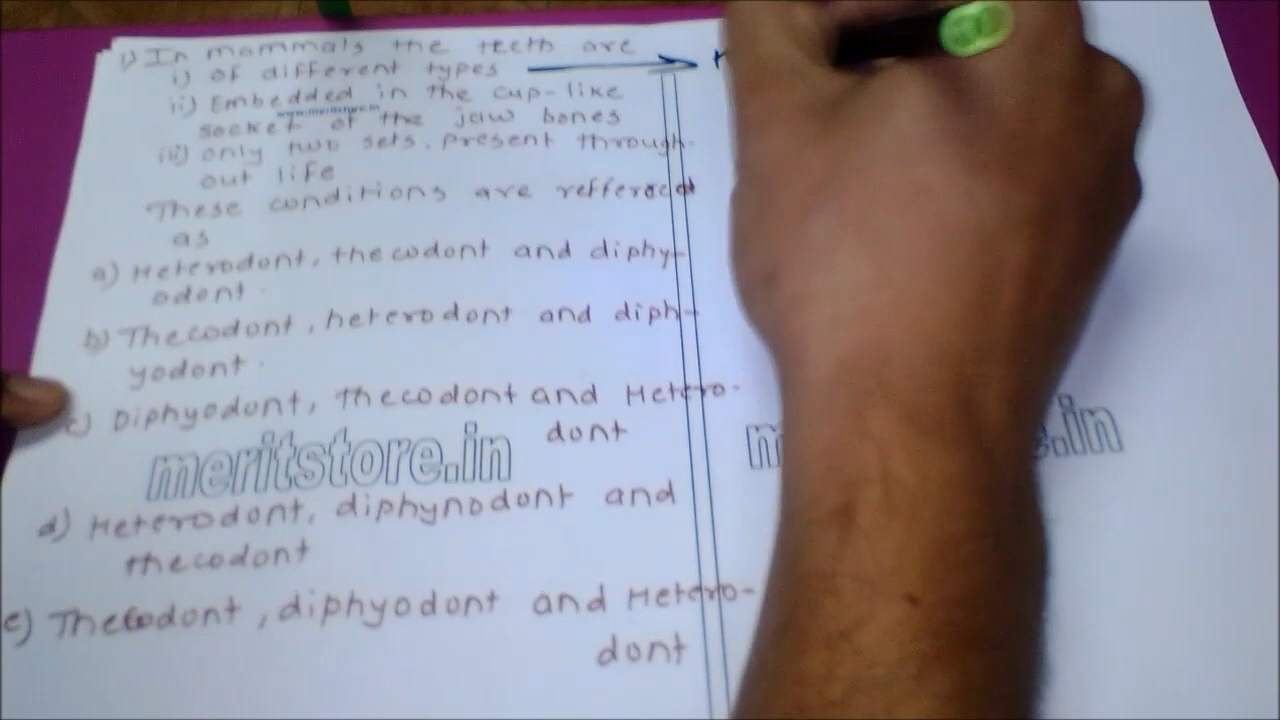 1) In mammals the teeth are
i) of different types
ii) Embedded in the cup-like
socket of the jaw bones
iii) only two sets. present through-
out life
These conditions are refferaed
as
a) Heterodont, thecodont and diphy-
odont.
b) Thecodont, heterodont and diph-
yodont.
c) Diphyodont, thecodont and Hetero-
dont
meritstore.in
d) Heterodont, diphynodont and
thecodont
e) Thecodont, diphyodont and Hetero-
dont